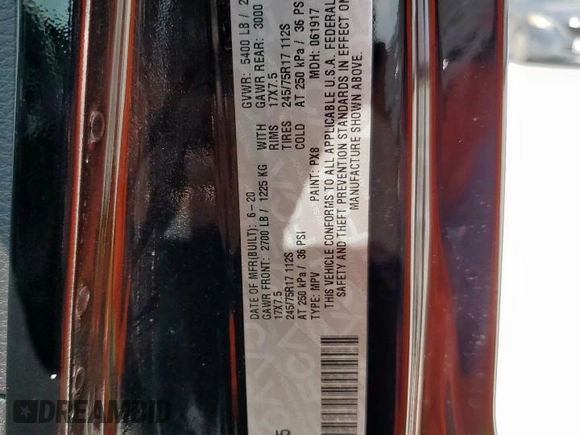 DATE OF MFR(BUILT): 6-20 GVWR: 5400 LB / 2
GAWR FRONT: 2700 LB / 1225 KG WITH GAWR REAR: 3000
17X7.5 RIMS 17X7.5
245/75R17 112S TIRES 245/75R17 112S
AT 250 kPa / 36 PSI COLD AT 250 kPa / 36 PS
TYPE: MPV PAINT: PX8 MDH: 061917
THIS VEHICLE CONFORMS TO ALL APPLICABLE U.S.A. FEDERAL
SAFETY AND THEFT PREVENTION STANDARDS IN EFFECT ON
MANUFACTURE SHOWN ABOVE.
5
DREAMBID